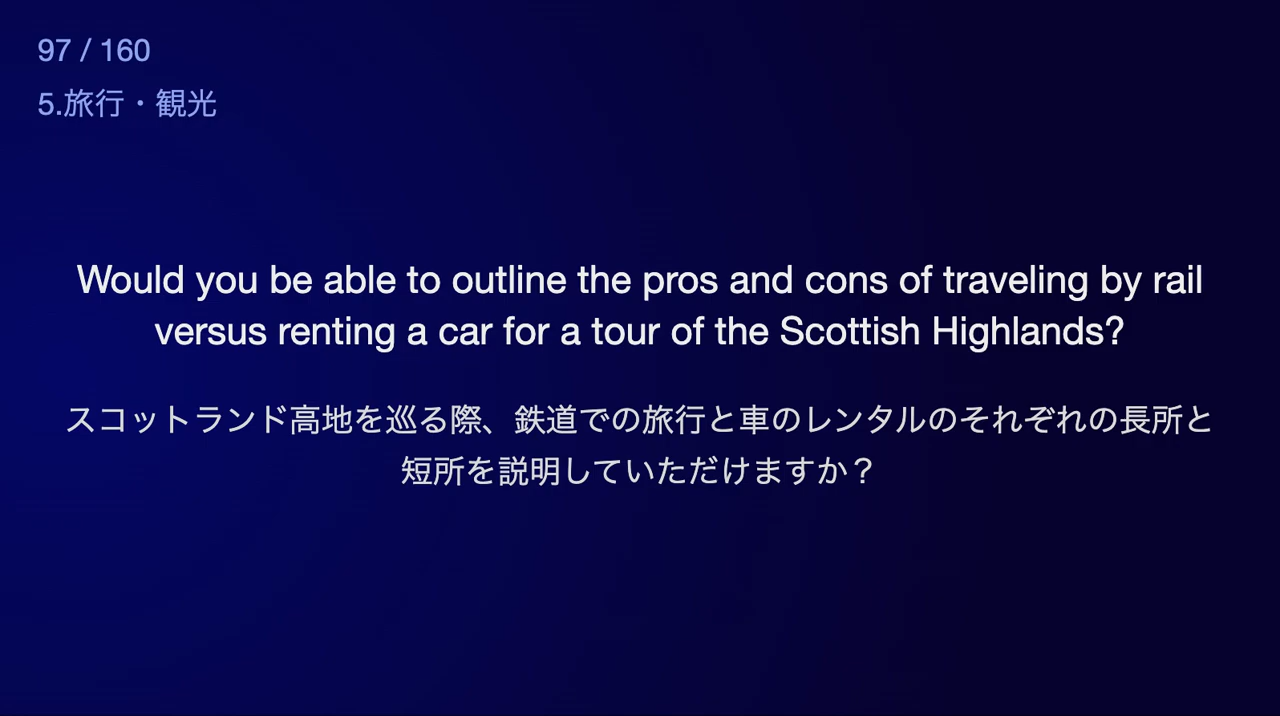 97 / 160
5.旅行・観光
Would you be able to outline the pros and cons of traveling by rail
versus renting a car for a tour of the Scottish Highlands?
スコットランド高地を巡る際、鉄道での旅行と車のレンタルのそれぞれの長所と
短所を説明していただけますか？